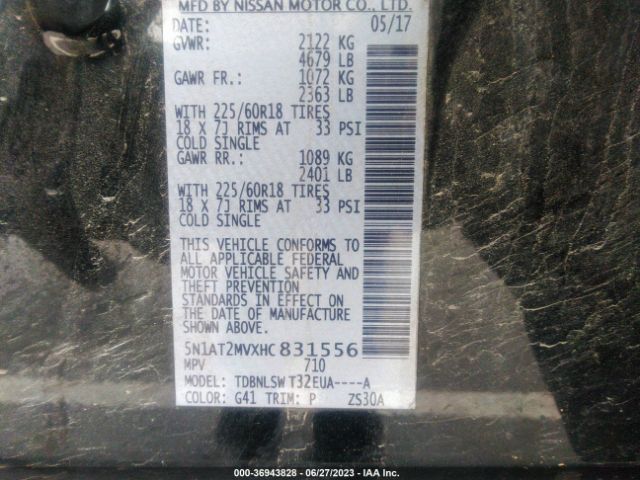 MFD BY NISSAN MOTOR CO., LTD.
DATE: 05/17
GVWR: 2122 KG
4679 LB
GAWR FR.: 1072 KG
2363 LB
WITH 225/60R18 TIRES
18 X 7J RIMS AT 33 PSI
COLD SINGLE
GAWR RR.: 1089 KG
2401 LB
WITH 225/60R18 TIRES
18 X 7J RIMS AT 33 PSI
COLD SINGLE
THIS VEHICLE CONFORMS TO
ALL APPLICABLE FEDERAL
MOTOR VEHICLE SAFETY AND
THEFT PREVENTION
STANDARDS IN EFFECT ON
THE DATE OF MANUFACTURE
SHOWN ABOVE.
5N1AT2MVXHC831556
MPV 710
MODEL: TDBNLSW T32EUA----A
COLOR: G41 TRIM: P ZS30A
000-36943828 - 06/27/2023 - IAA Inc.